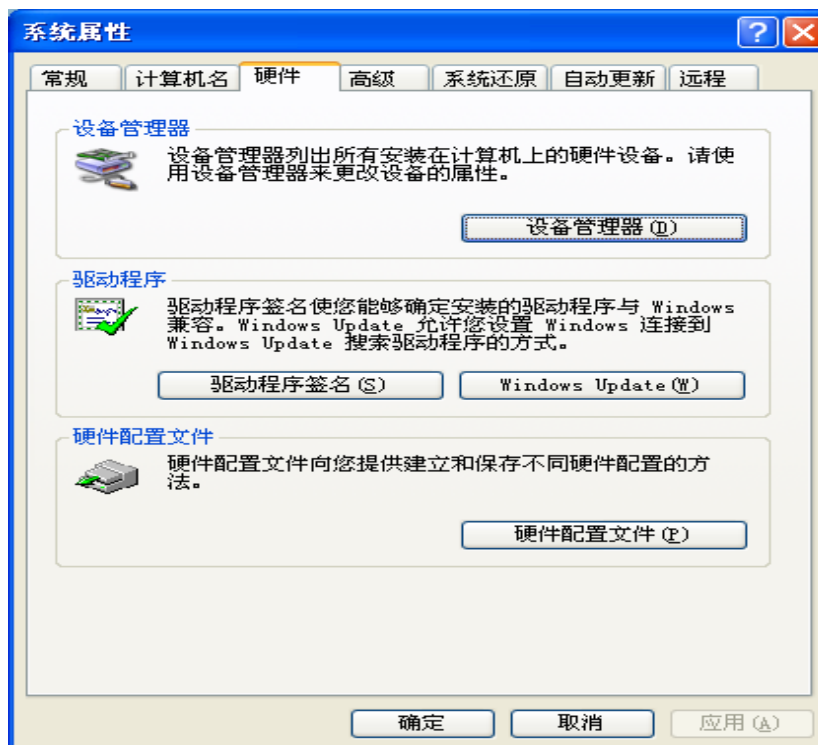 系统属性
常规 计算机名 硬件 高级 系统还原 自动更新 远程
设备管理器
设备管理器列出所有安装在计算机上的硬件设备。请使
用设备管理器来更改设备的属性。
设备管理器(D)
驱动程序
驱动程序签名使您能够确定安装的驱动程序与 Windows
兼容。Windows Update 允许您设置 Windows 连接到
Windows Update 搜索驱动程序的方式。
驱动程序签名(S) Windows Update(W)
硬件配置文件
硬件配置文件向您提供建立和保存不同硬件配置的方
法。
硬件配置文件(P)
确定 取消 应用(A)